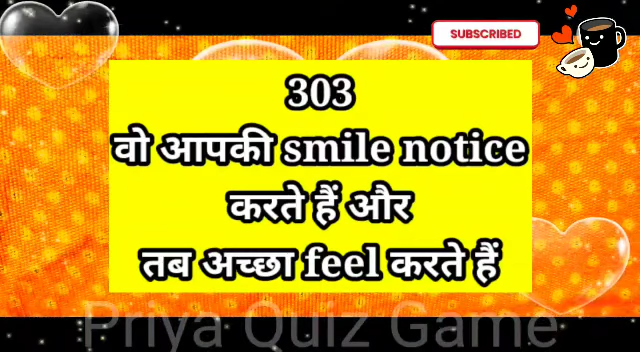 SUBSCRIBED
303
वो आपकी smile notice
करते हैं और
तब अच्छा feel करते हैं
Priya Quiz Game